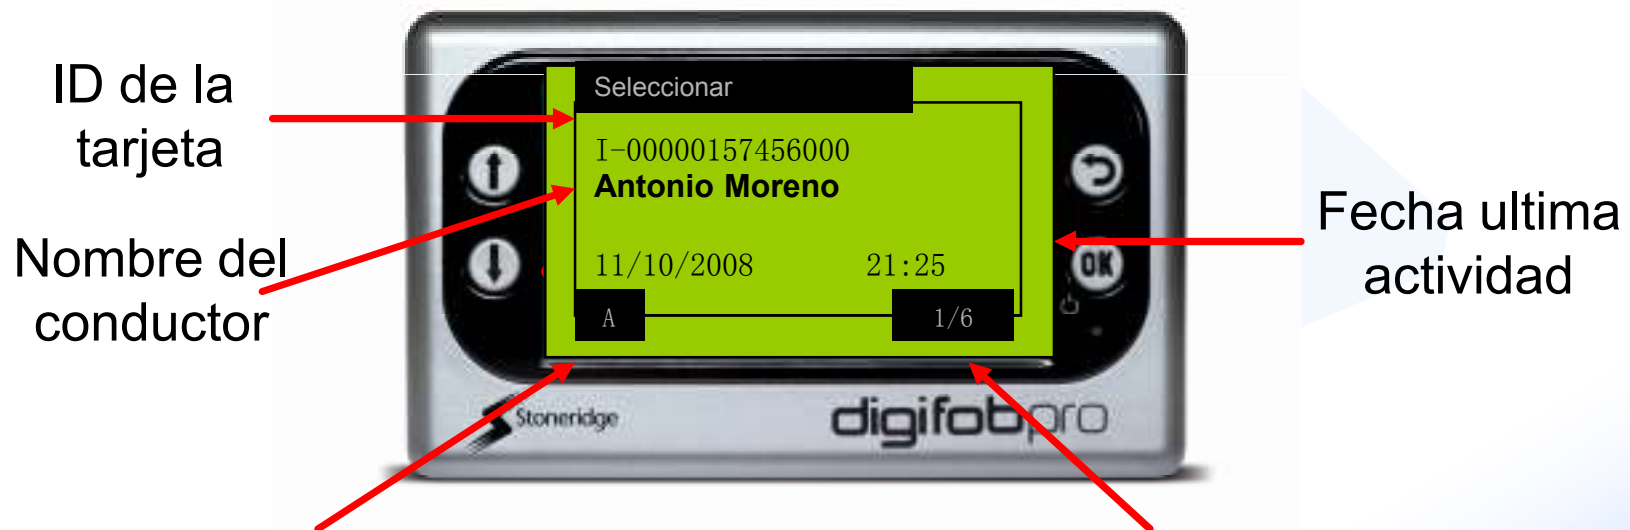 ID de la
tarjeta
Nombre del
conductor
Seleccionar
I-00000157456000
Antonio Moreno
11/10/2008 21:25
A 1/6
OK
Fecha ultima
actividad
Stoneridge
digifobpro